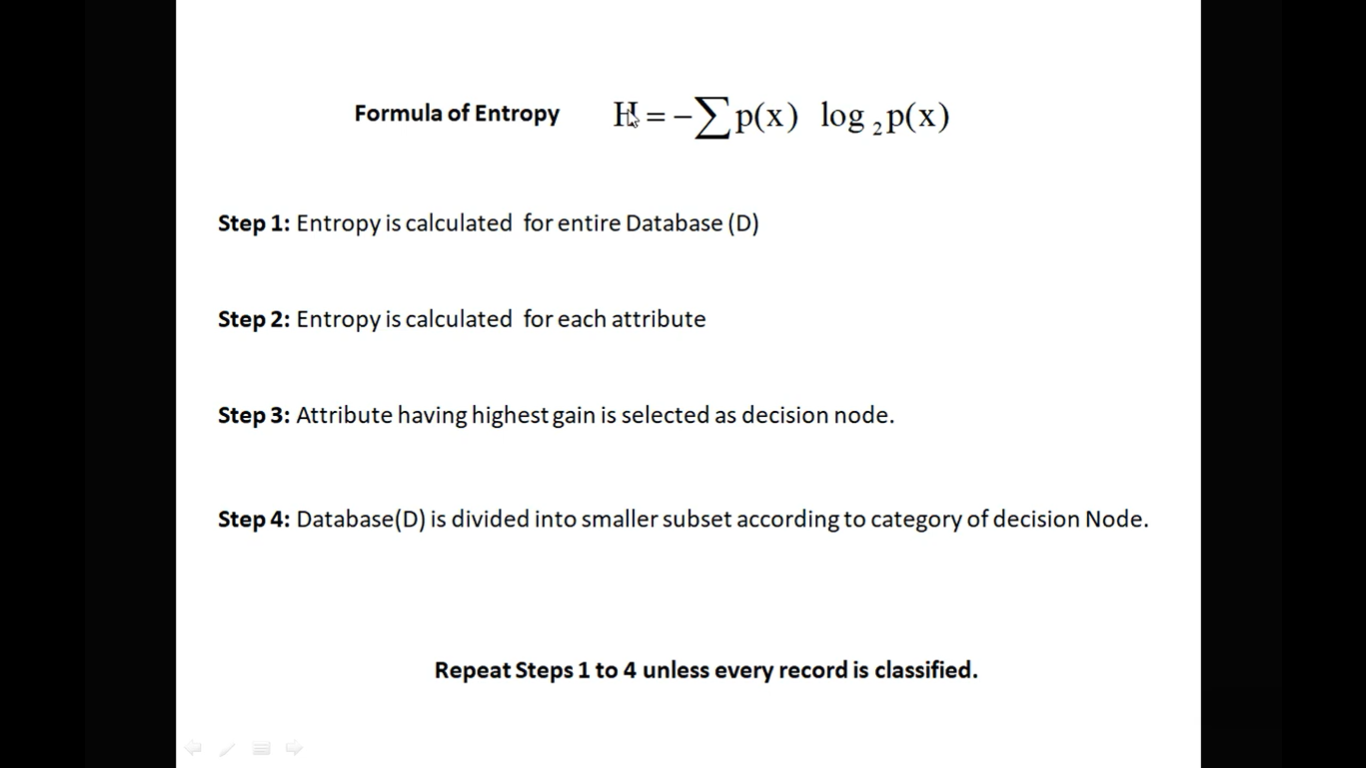 Formula of Entropy H = −∑ p(x) log ₂p(x)
Step 1: Entropy is calculated for entire Database (D)
Step 2: Entropy is calculated for each attribute
Step 3: Attribute having highest gain is selected as decision node.
Step 4: Database(D) is divided into smaller subset according to category of decision Node.
Repeat Steps 1 to 4 unless every record is classified.